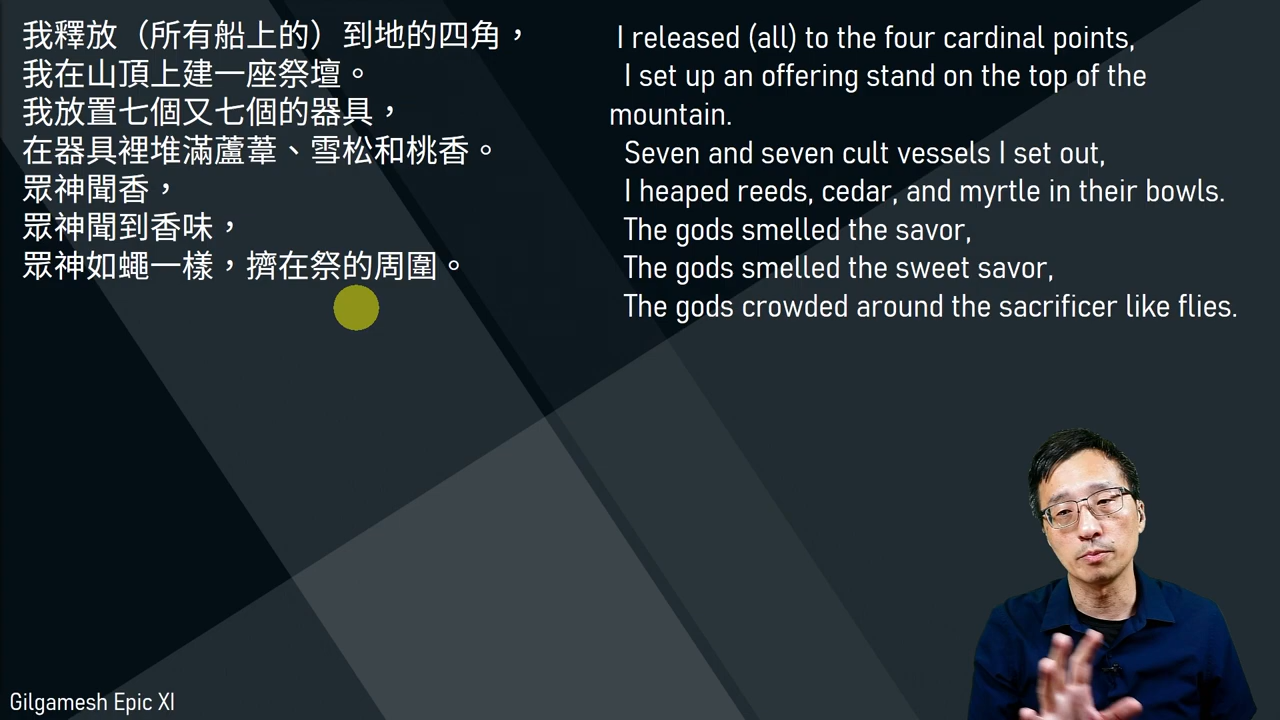 我釋放（所有船上的）到地的四角，
我在山頂上建一座祭壇。
我放置七個又七個的器具，
在器具裡堆滿蘆葦、雪松和桃香。
眾神聞香，
眾神聞到香味，
眾神如蠅一樣，擠在祭的周圍。
I released (all) to the four cardinal points,
I set up an offering stand on the top of the
mountain.
Seven and seven cult vessels I set out,
I heaped reeds, cedar, and myrtle in their bowls.
The gods smelled the savor,
The gods smelled the sweet savor,
The gods crowded around the sacrificer like flies.
Gilgamesh Epic XI